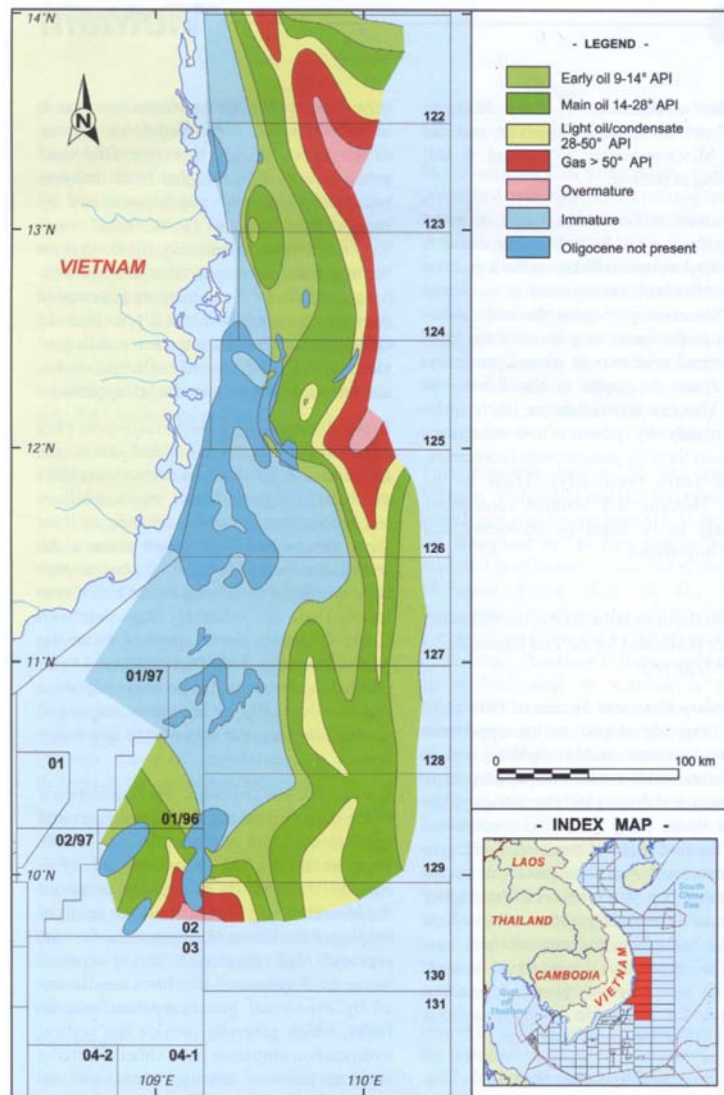 14°N
13°N
12°N
11°N
10°N
109°E
110°E
N
VIETNAM
122
123
124
125
126
127
128
129
130
131
01/97
01
01/96
02/97
02
03
04-2
04-1
- LEGEND -
Early oil 9-14° API
Main oil 14-28° API
Light oil/condensate
28-50° API
Gas > 50° API
Overmature
Immature
Oligocene not present
0
100 km
- INDEX MAP -
LAOS
THAILAND
CAMBODIA
VIETNAM
South
China
Sea
Gulf
of
Thailand